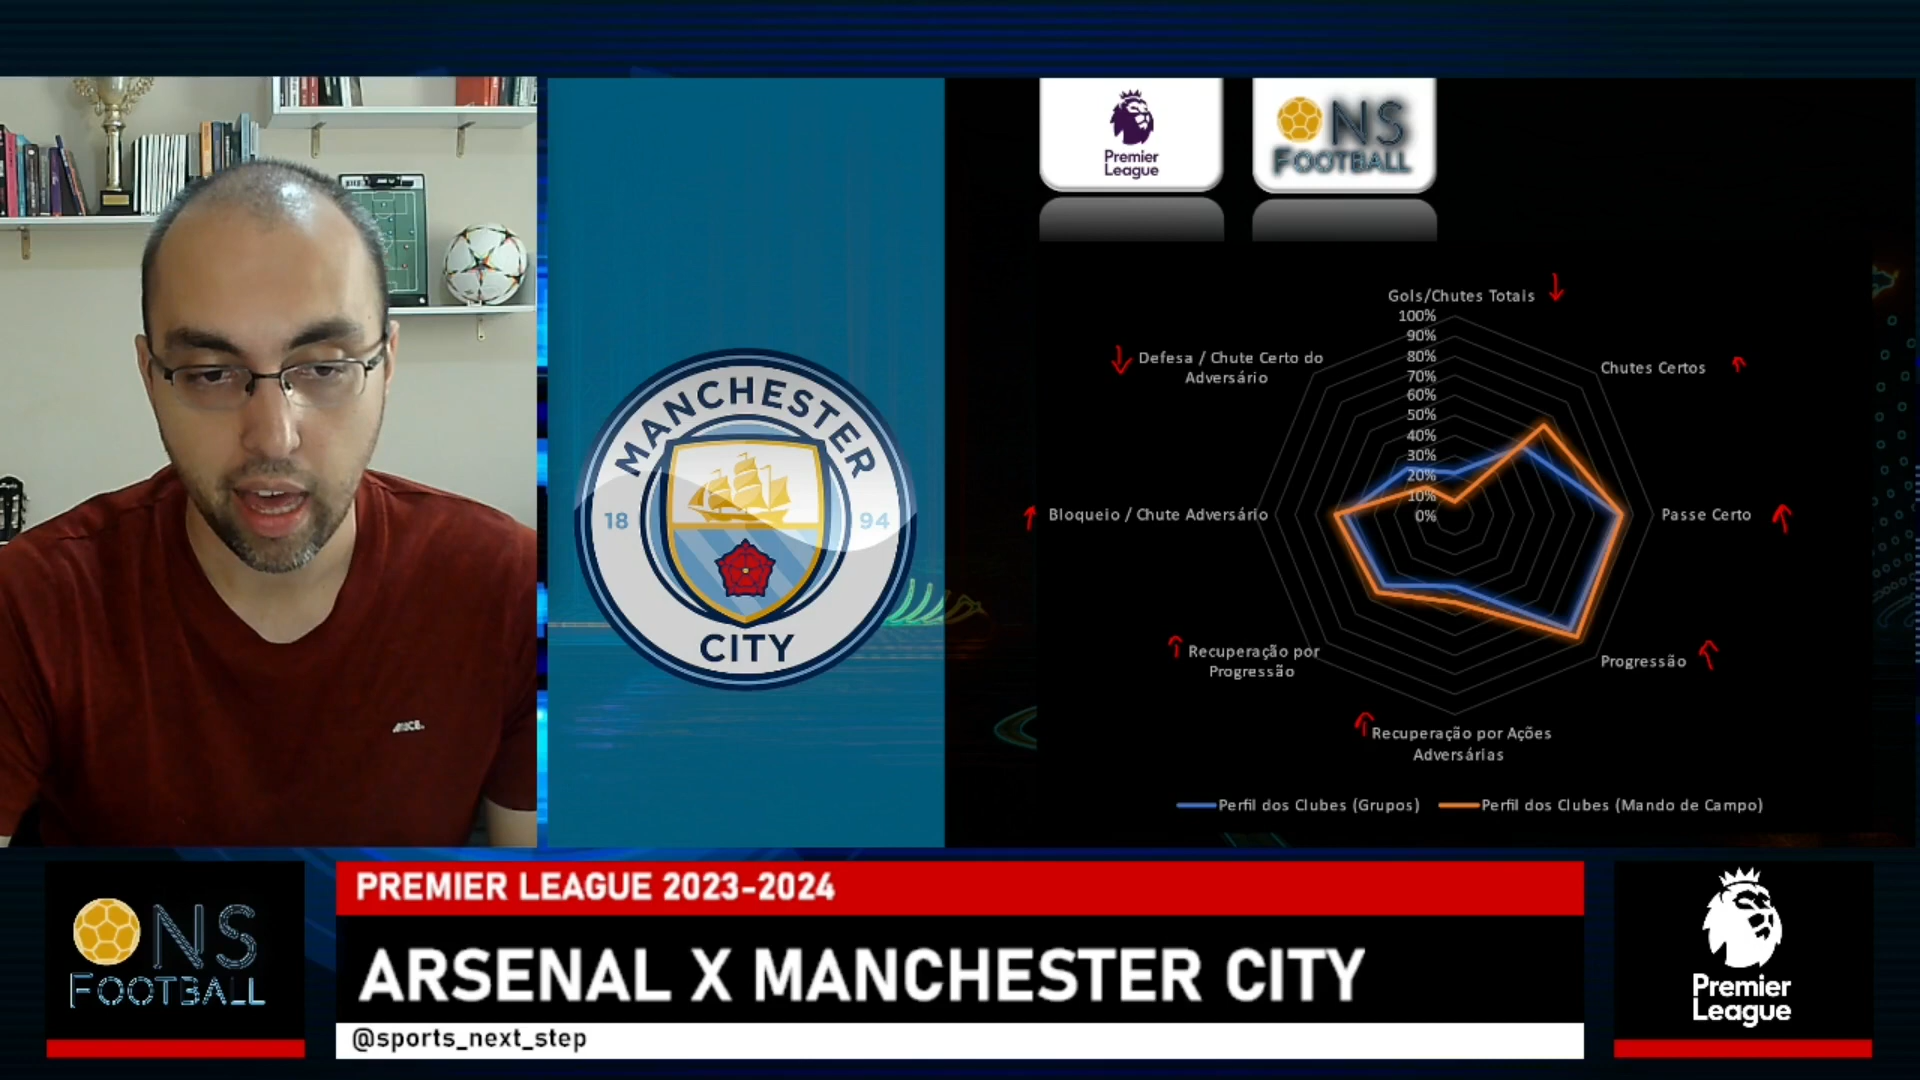 Premier
League
NS
FOOTBALL
MANCHESTER
18 94
CITY
Gols/Chutes Totais
100%
90%
80%
70%
60%
50%
40%
30%
20%
10%
0%
Chutes Certos
Passe Certo
Progressão
Recuperação por Ações
Adversárias
Recuperação por
Progressão
Bloqueio / Chute Adversário
Defesa / Chute Certo do
Adversário
Perfil dos Clubes (Grupos) Perfil dos Clubes (Mando de Campo)
NS
FOOTBALL
PREMIER LEAGUE 2023-2024
ARSENAL X MANCHESTER CITY
@sports_next_step
Premier
League